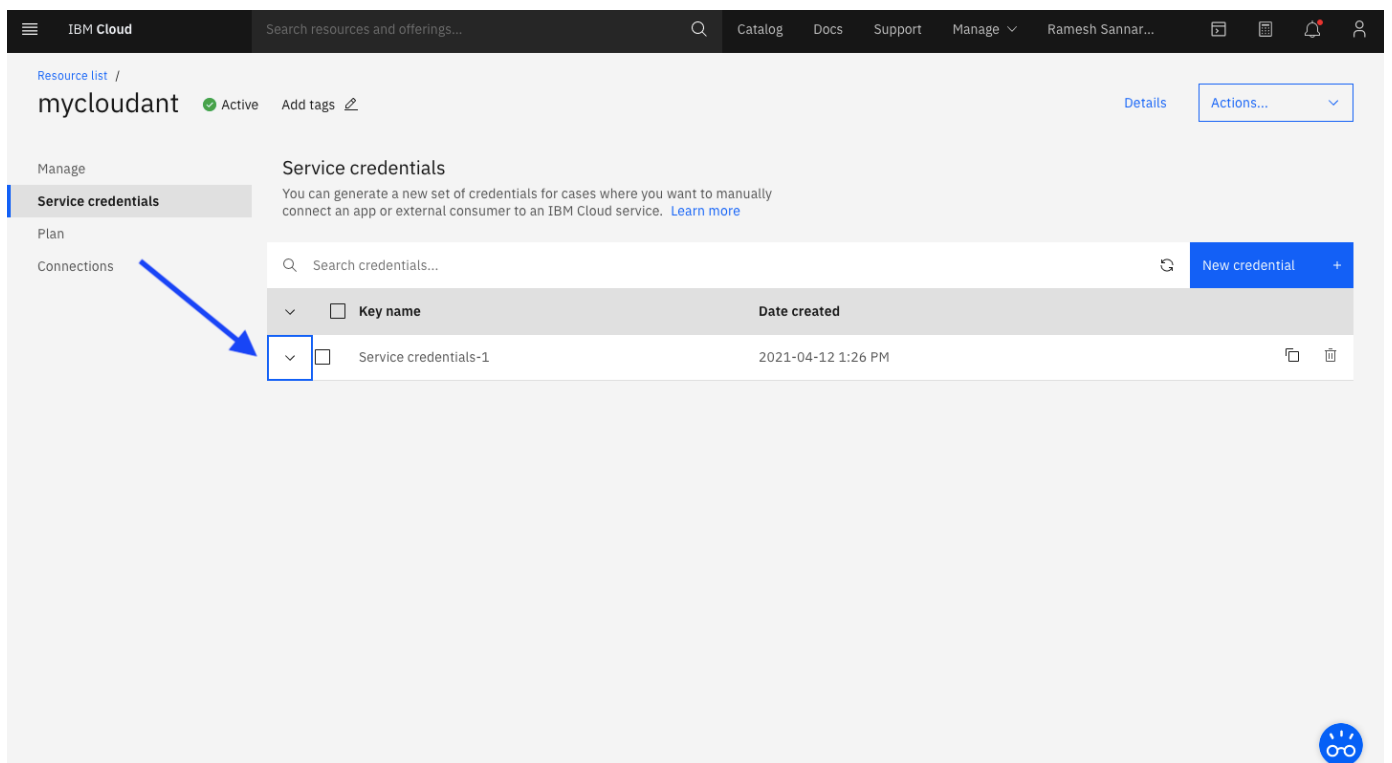 IBM Cloud
Search resources and offerings...
Catalog
Docs
Support
Manage
Ramesh Sannar...
Resource list /
mycloudant
Active
Add tags
Details
Actions...
Manage
Service credentials
Plan
Connections
Service credentials
You can generate a new set of credentials for cases where you want to manually
connect an app or external consumer to an IBM Cloud service. Learn more
Search credentials...
New credential +
Key name
Date created
Service credentials-1
2021-04-12 1:26 PM